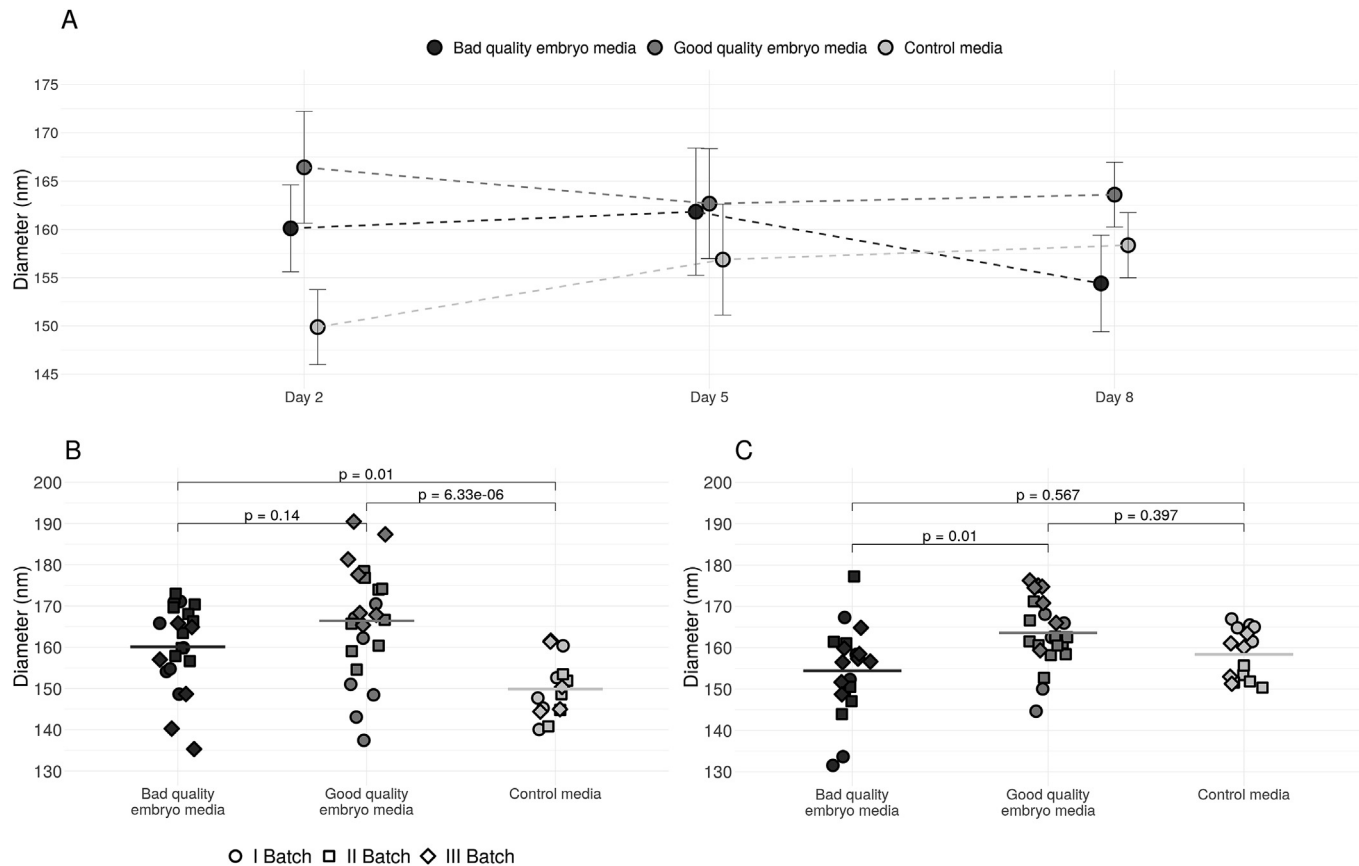 A
Bad quality embryo media Good quality embryo media Control media
Diameter (nm)
175
170
165
160
155
150
145
Day 2 Day 5 Day 8
B
Diameter (nm)
200
190
180
170
160
150
140
130
p = 0.01
p = 6.33e-06
p = 0.14
Bad quality
embryo media
Good quality
embryo media
Control media
I Batch II Batch III Batch
C
Diameter (nm)
200
190
180
170
160
150
140
130
p = 0.567
p = 0.397
p = 0.01
Bad quality
embryo media
Good quality
embryo media
Control media